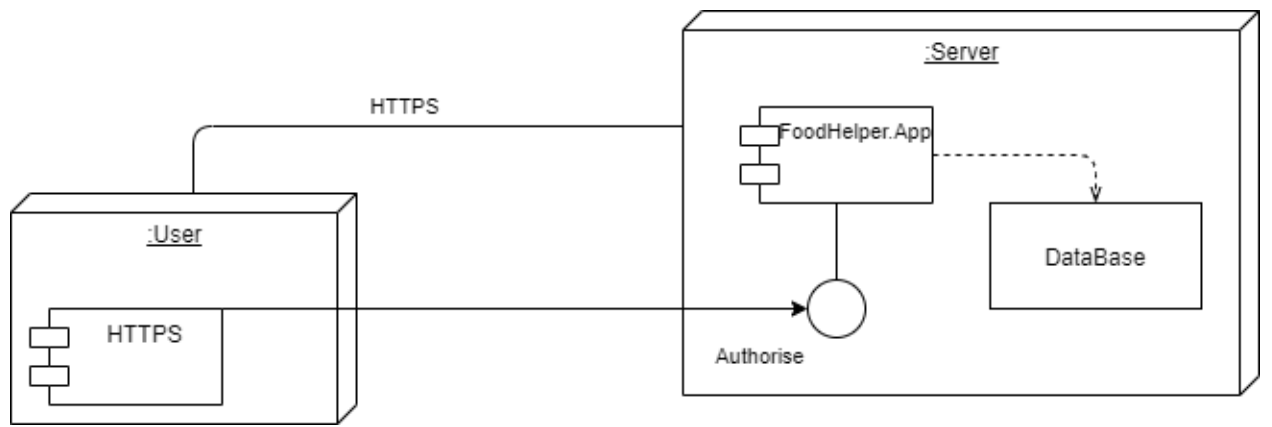 :Server
HTTPS
FoodHelper.App
:User
DataBase
HTTPS
Authorise